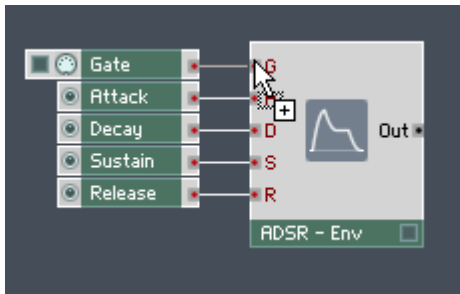 Gate
G
Attack
Decay
D
Out
Sustain
S
Release
R
ADSR - Env